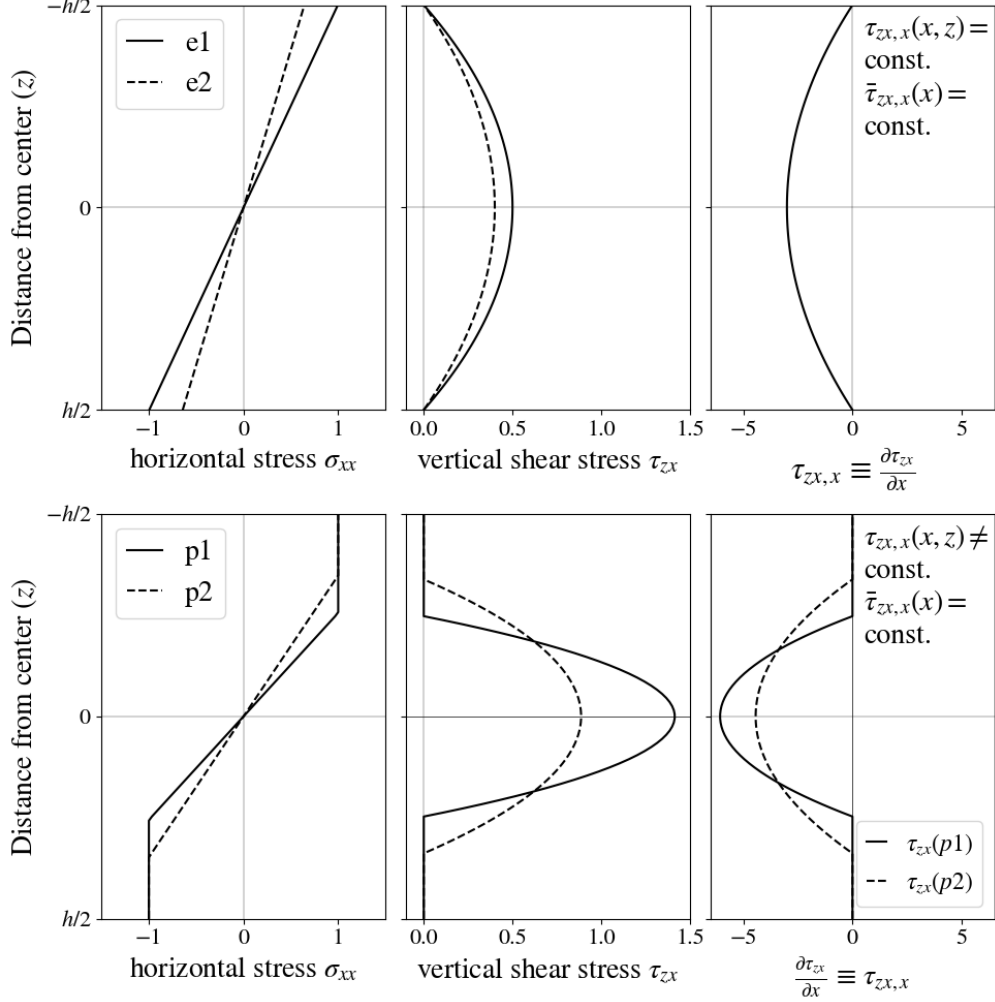 −h/2
e1
e2
Distance from center (z)
0
h/2
−1
0
1
horizontal stress σxx
0.0
0.5
1.0
1.5
vertical shear stress τzx
τzx, x(x, z) =
const.
τ̄zx, x(x) =
const.
−5
0
5
τzx, x ≡ ∂τzx/∂x
−h/2
p1
p2
Distance from center (z)
0
h/2
−1
0
1
horizontal stress σxx
0.0
0.5
1.0
1.5
vertical shear stress τzx
τzx, x(x, z) ≠
const.
τ̄zx, x(x) =
const.
τzx(p1)
τzx(p2)
−5
0
5
∂τzx/∂x ≡ τzx, x